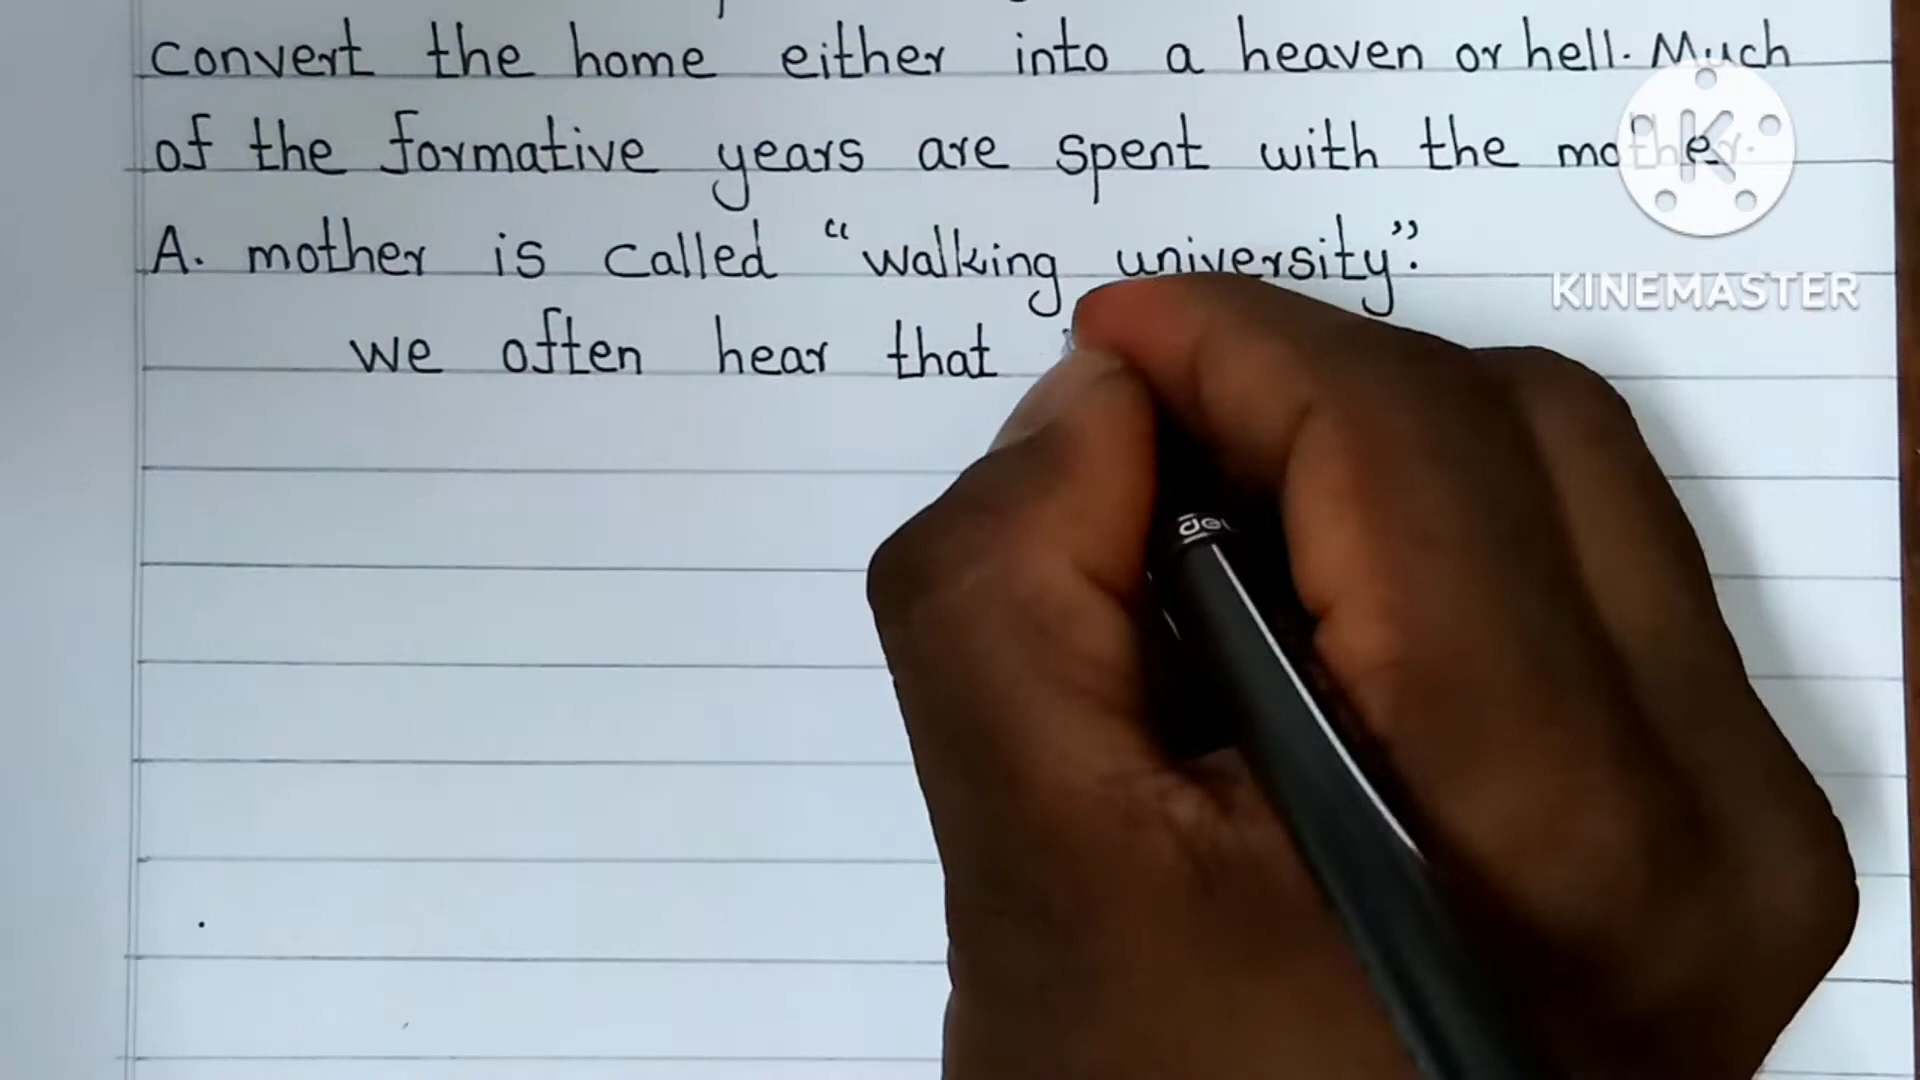 convert the home either into a heaven or hell. Much
of the formative years are spent with the mother.
A. mother is called “walking university”.
we often hear that
KINEMASTER